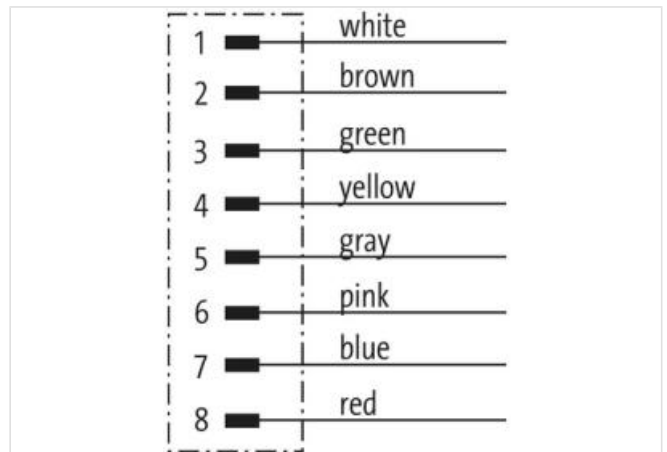 1 white
2 brown
3 green
4 yellow
5 gray
6 pink
7 blue
8 red